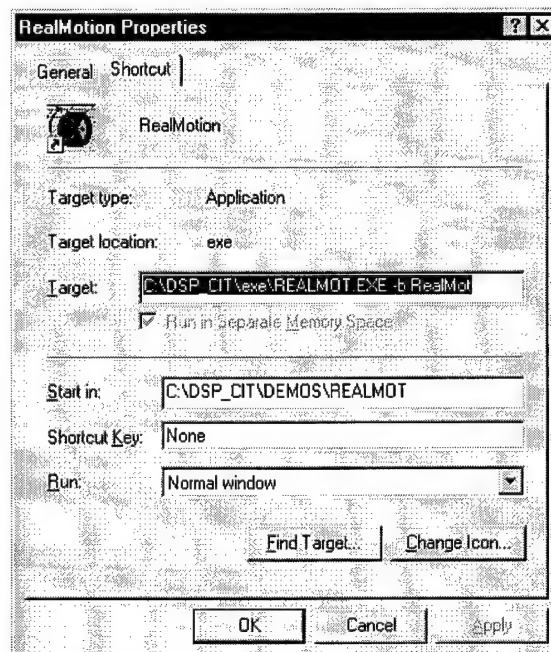 RealMotion Properties ? X
General Shortcut
RealMotion
Target type: Application
Target location: exe
Target: C:\DSP_CIT\exe\REALMOT.EXE -b RealMot
Run in Separate Memory Space
Start in: C:\DSP_CIT\DEMOS\REALMOT
Shortcut Key: None
Run: Normal window
Find Target... Change Icon...
OK Cancel Apply